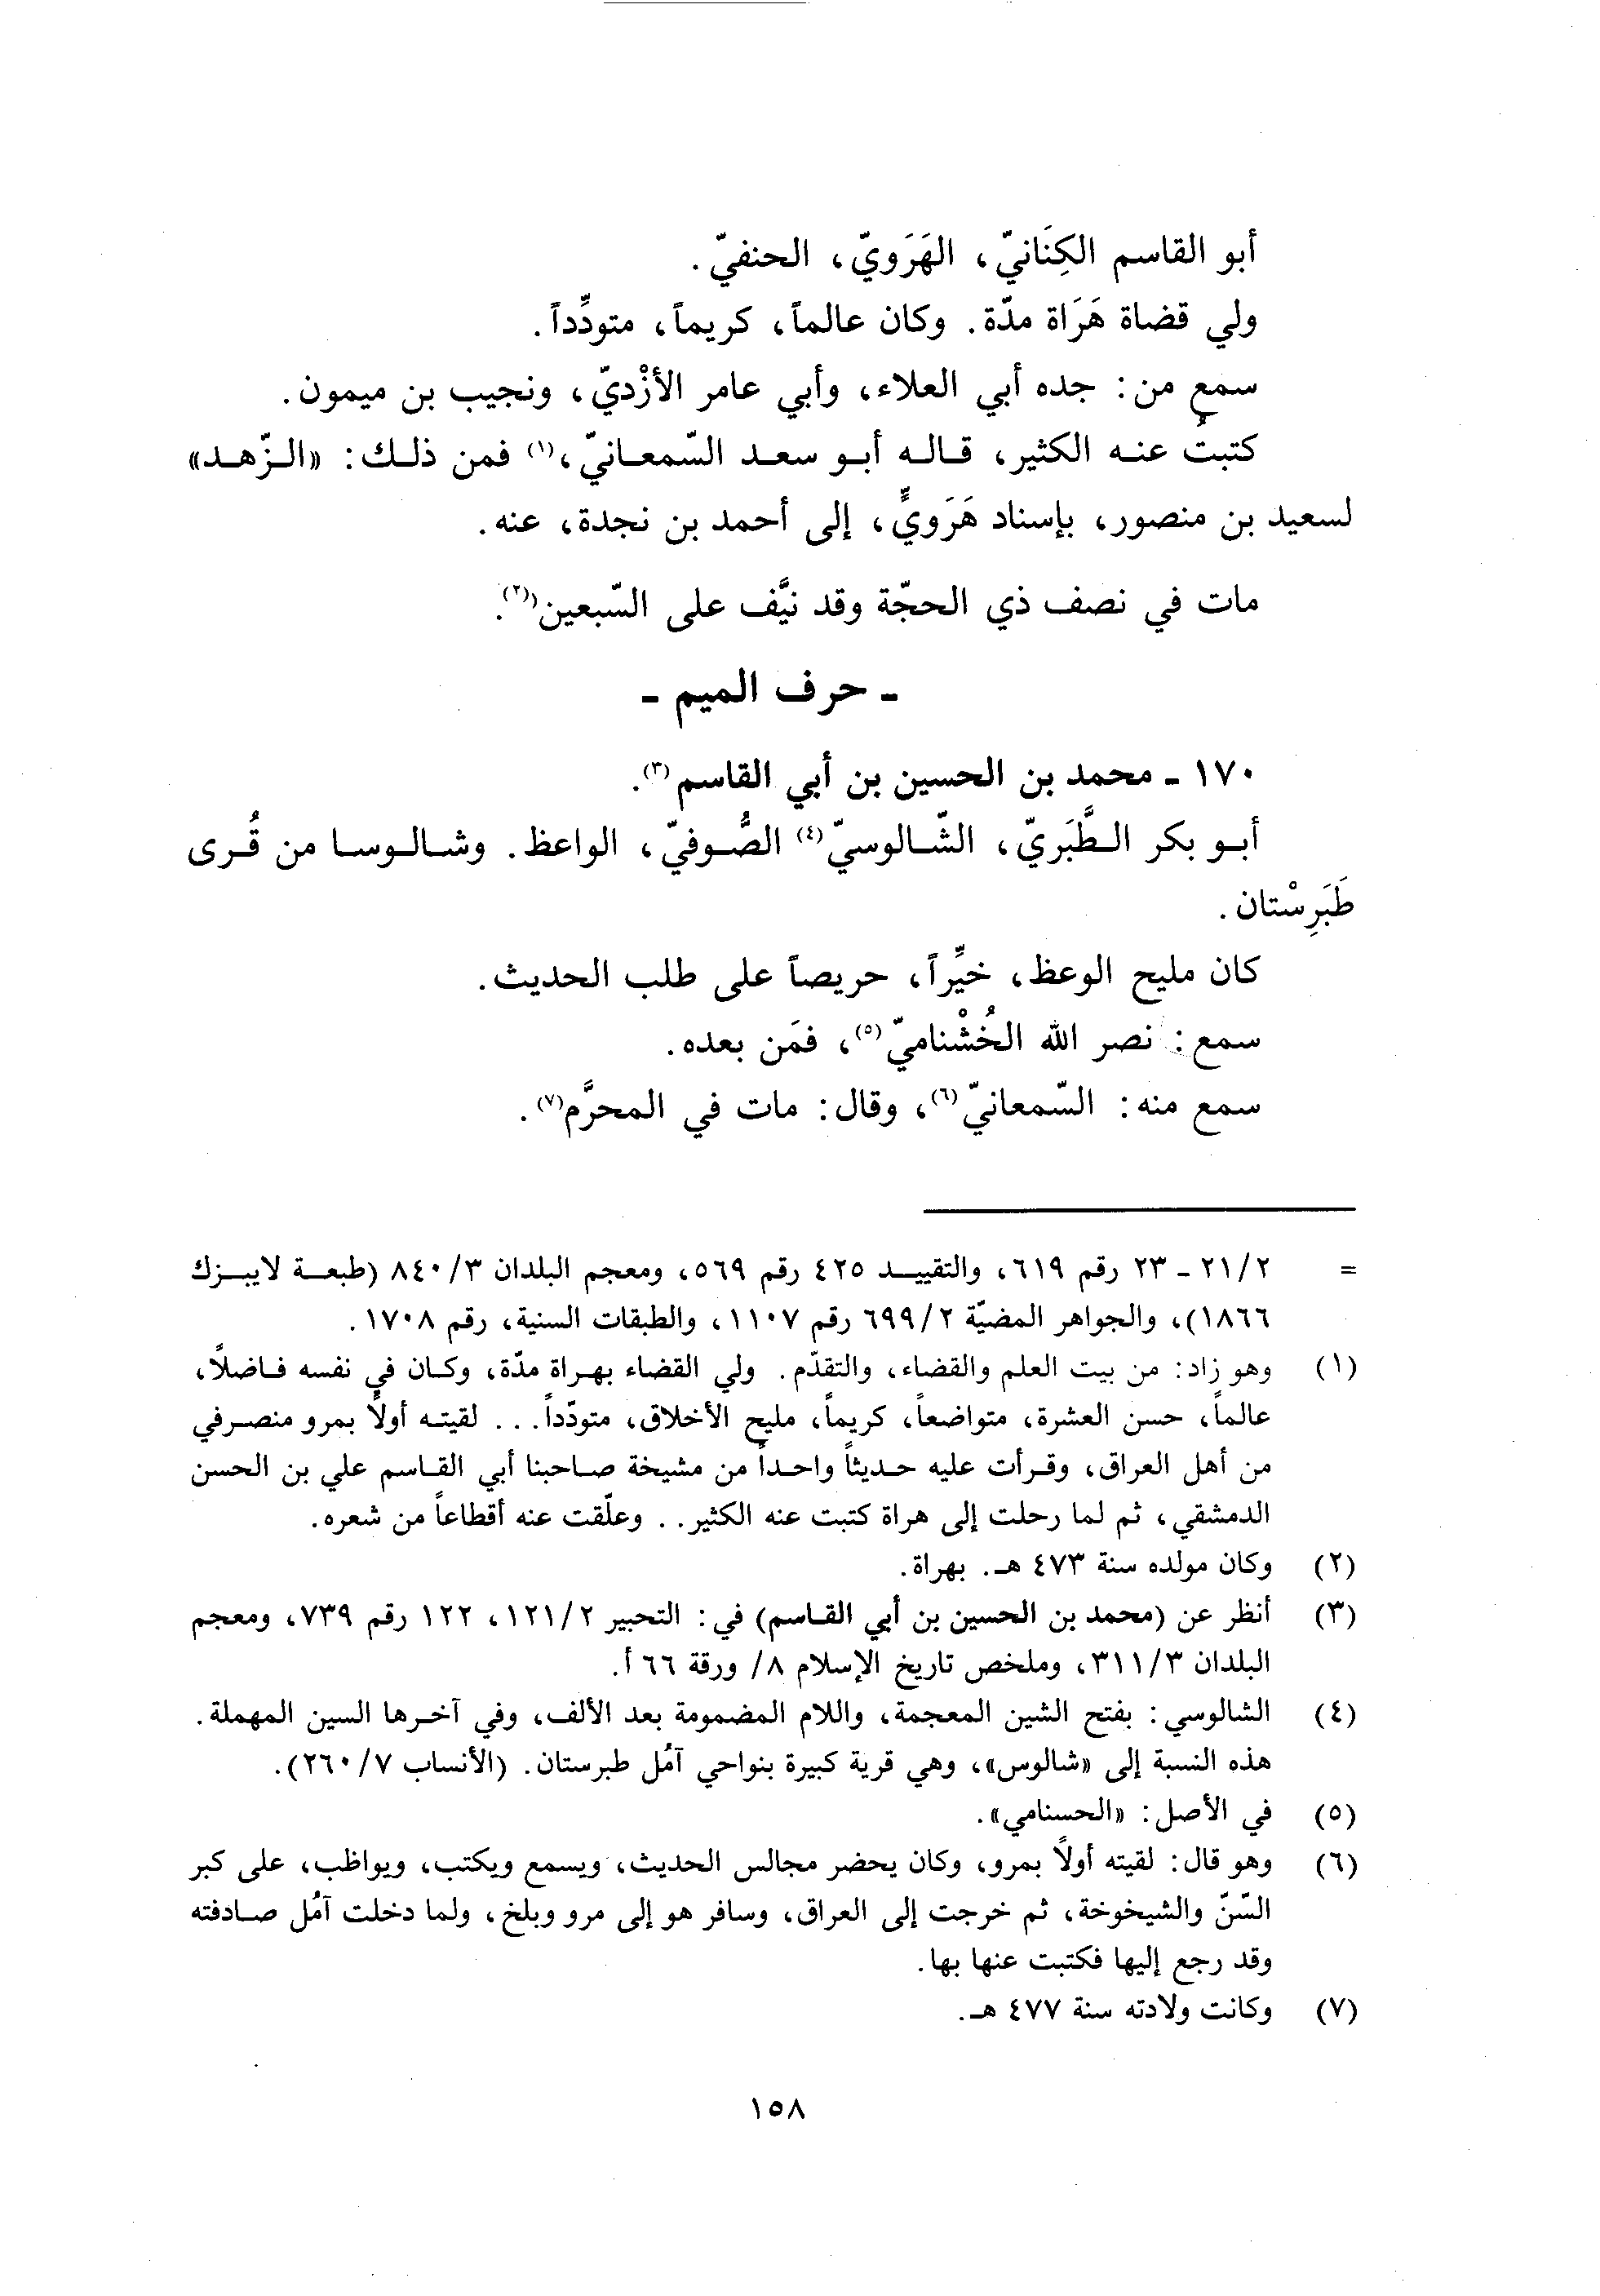 أبو القاسم الكِنَانيّ، الهَرَويّ، الحنفيّ.
ولي قضاة هَرَاة مدّة. وكان عالماً، كريماً، متودِّداً.
سمع من: جده أبي العلاء، وأبي عامر الأزْديّ، ونجيب بن ميمون.
كتبتُ عنه الكثير، قاله أبو سعد السّمعانيّ،(١) فمن ذلك: «الزّهد»
لسعيد بن منصور، بإسناد هَرَويٍّ، إلى أحمد بن نجدة، عنه.
مات في نصف ذي الحجّة وقد نيَّف على السّبعين(٢).
ـ حرف الميم ـ
١٧٠ ـ محمد بن الحسين بن أبي القاسم(٣).
أبو بكر الطَّبَريّ، الشّالوسيّ(٤) الصُّوفيّ، الواعظ. وشالوسا من قُرى
طَبَرِسْتان.
كان مليح الوعظ، خيِّراً، حريصاً على طلب الحديث.
سمع: نصر الله الخُشْناميّ(٥)، فمَن بعده.
سمع منه: السّمعانيّ(٦)، وقال: مات في المحرَّم(٧).
= ٢١/٢ ـ ٢٣ رقم ٦١٩، والتقييد ٤٢٥ رقم ٥٦٩، ومعجم البلدان ٨٤٠/٣ (طبعة لايبزك
١٨٦٦)، والجواهر المضيّة ٦٩٩/٢ رقم ١١٠٧، والطبقات السنية، رقم ١٧٠٨.
(١) وهو زاد: من بيت العلم والقضاء، والتقدّم. ولي القضاء بهراة مدّة، وكان في نفسه فاضلاً،
عالماً، حسن العشرة، متواضعاً، كريماً، مليح الأخلاق، متودّداً... لقيته أولاً بمرو منصرفي
من أهل العراق، وقرأت عليه حديثاً واحداً من مشيخة صاحبنا أبي القاسم علي بن الحسن
الدمشقي، ثم لما رحلت إلى هراة كتبت عنه الكثير.. وعلّقت عنه أقطاعاً من شعره.
(٢) وكان مولده سنة ٤٧٣ هـ. بهراة.
(٣) أنظر عن (محمد بن الحسين بن أبي القاسم) في: التحبير ١٢١/٢، ١٢٢ رقم ٧٣٩، ومعجم
البلدان ٣١١/٣، وملخص تاريخ الإسلام ٨/ ورقة ٦٦ أ.
(٤) الشالوسي: بفتح الشين المعجمة، واللام المضمومة بعد الألف، وفي آخرها السين المهملة.
هذه النسبة إلى «شالوس»، وهي قرية كبيرة بنواحي آمُل طبرستان. (الأنساب ٢٦٠/٧).
(٥) في الأصل: «الحسنامي».
(٦) وهو قال: لقيته أولاً بمرو، وكان يحضر مجالس الحديث، ويسمع ويكتب، ويواظب، على كبر
السّنّ والشيخوخة، ثم خرجت إلى العراق، وسافر هو إلى مرو وبلخ، ولما دخلت آمُل صادفته
وقد رجع إليها فكتبت عنها بها.
(٧) وكانت ولادته سنة ٤٧٧ هـ.
١٥٨